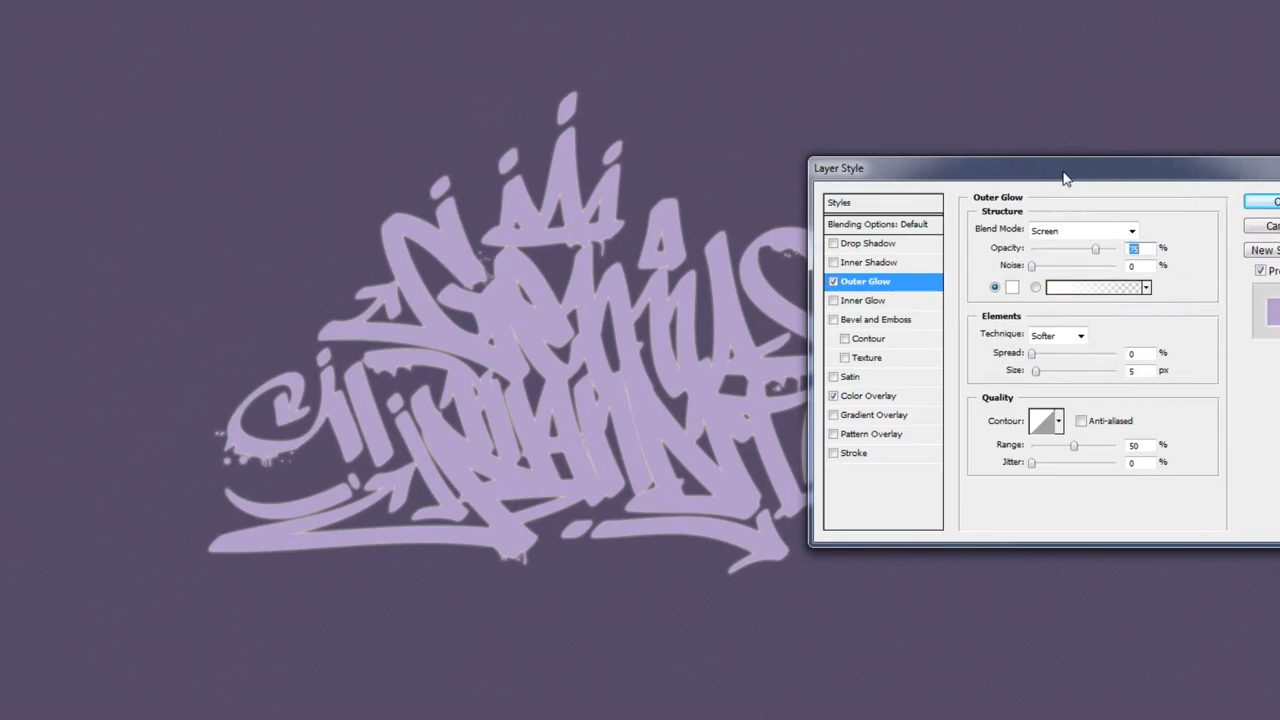 Layer Style
Styles
Blending Options: Default
Drop Shadow
Inner Shadow
Outer Glow
Inner Glow
Bevel and Emboss
Contour
Texture
Satin
Color Overlay
Gradient Overlay
Pattern Overlay
Stroke
Outer Glow
Structure
Blend Mode: Screen
Opacity: 75 %
Noise: 0 %
Elements
Technique: Softer
Spread: 0 %
Size: 5 px
Quality
Contour: Anti-aliased
Range: 50 %
Jitter: 0 %
New S